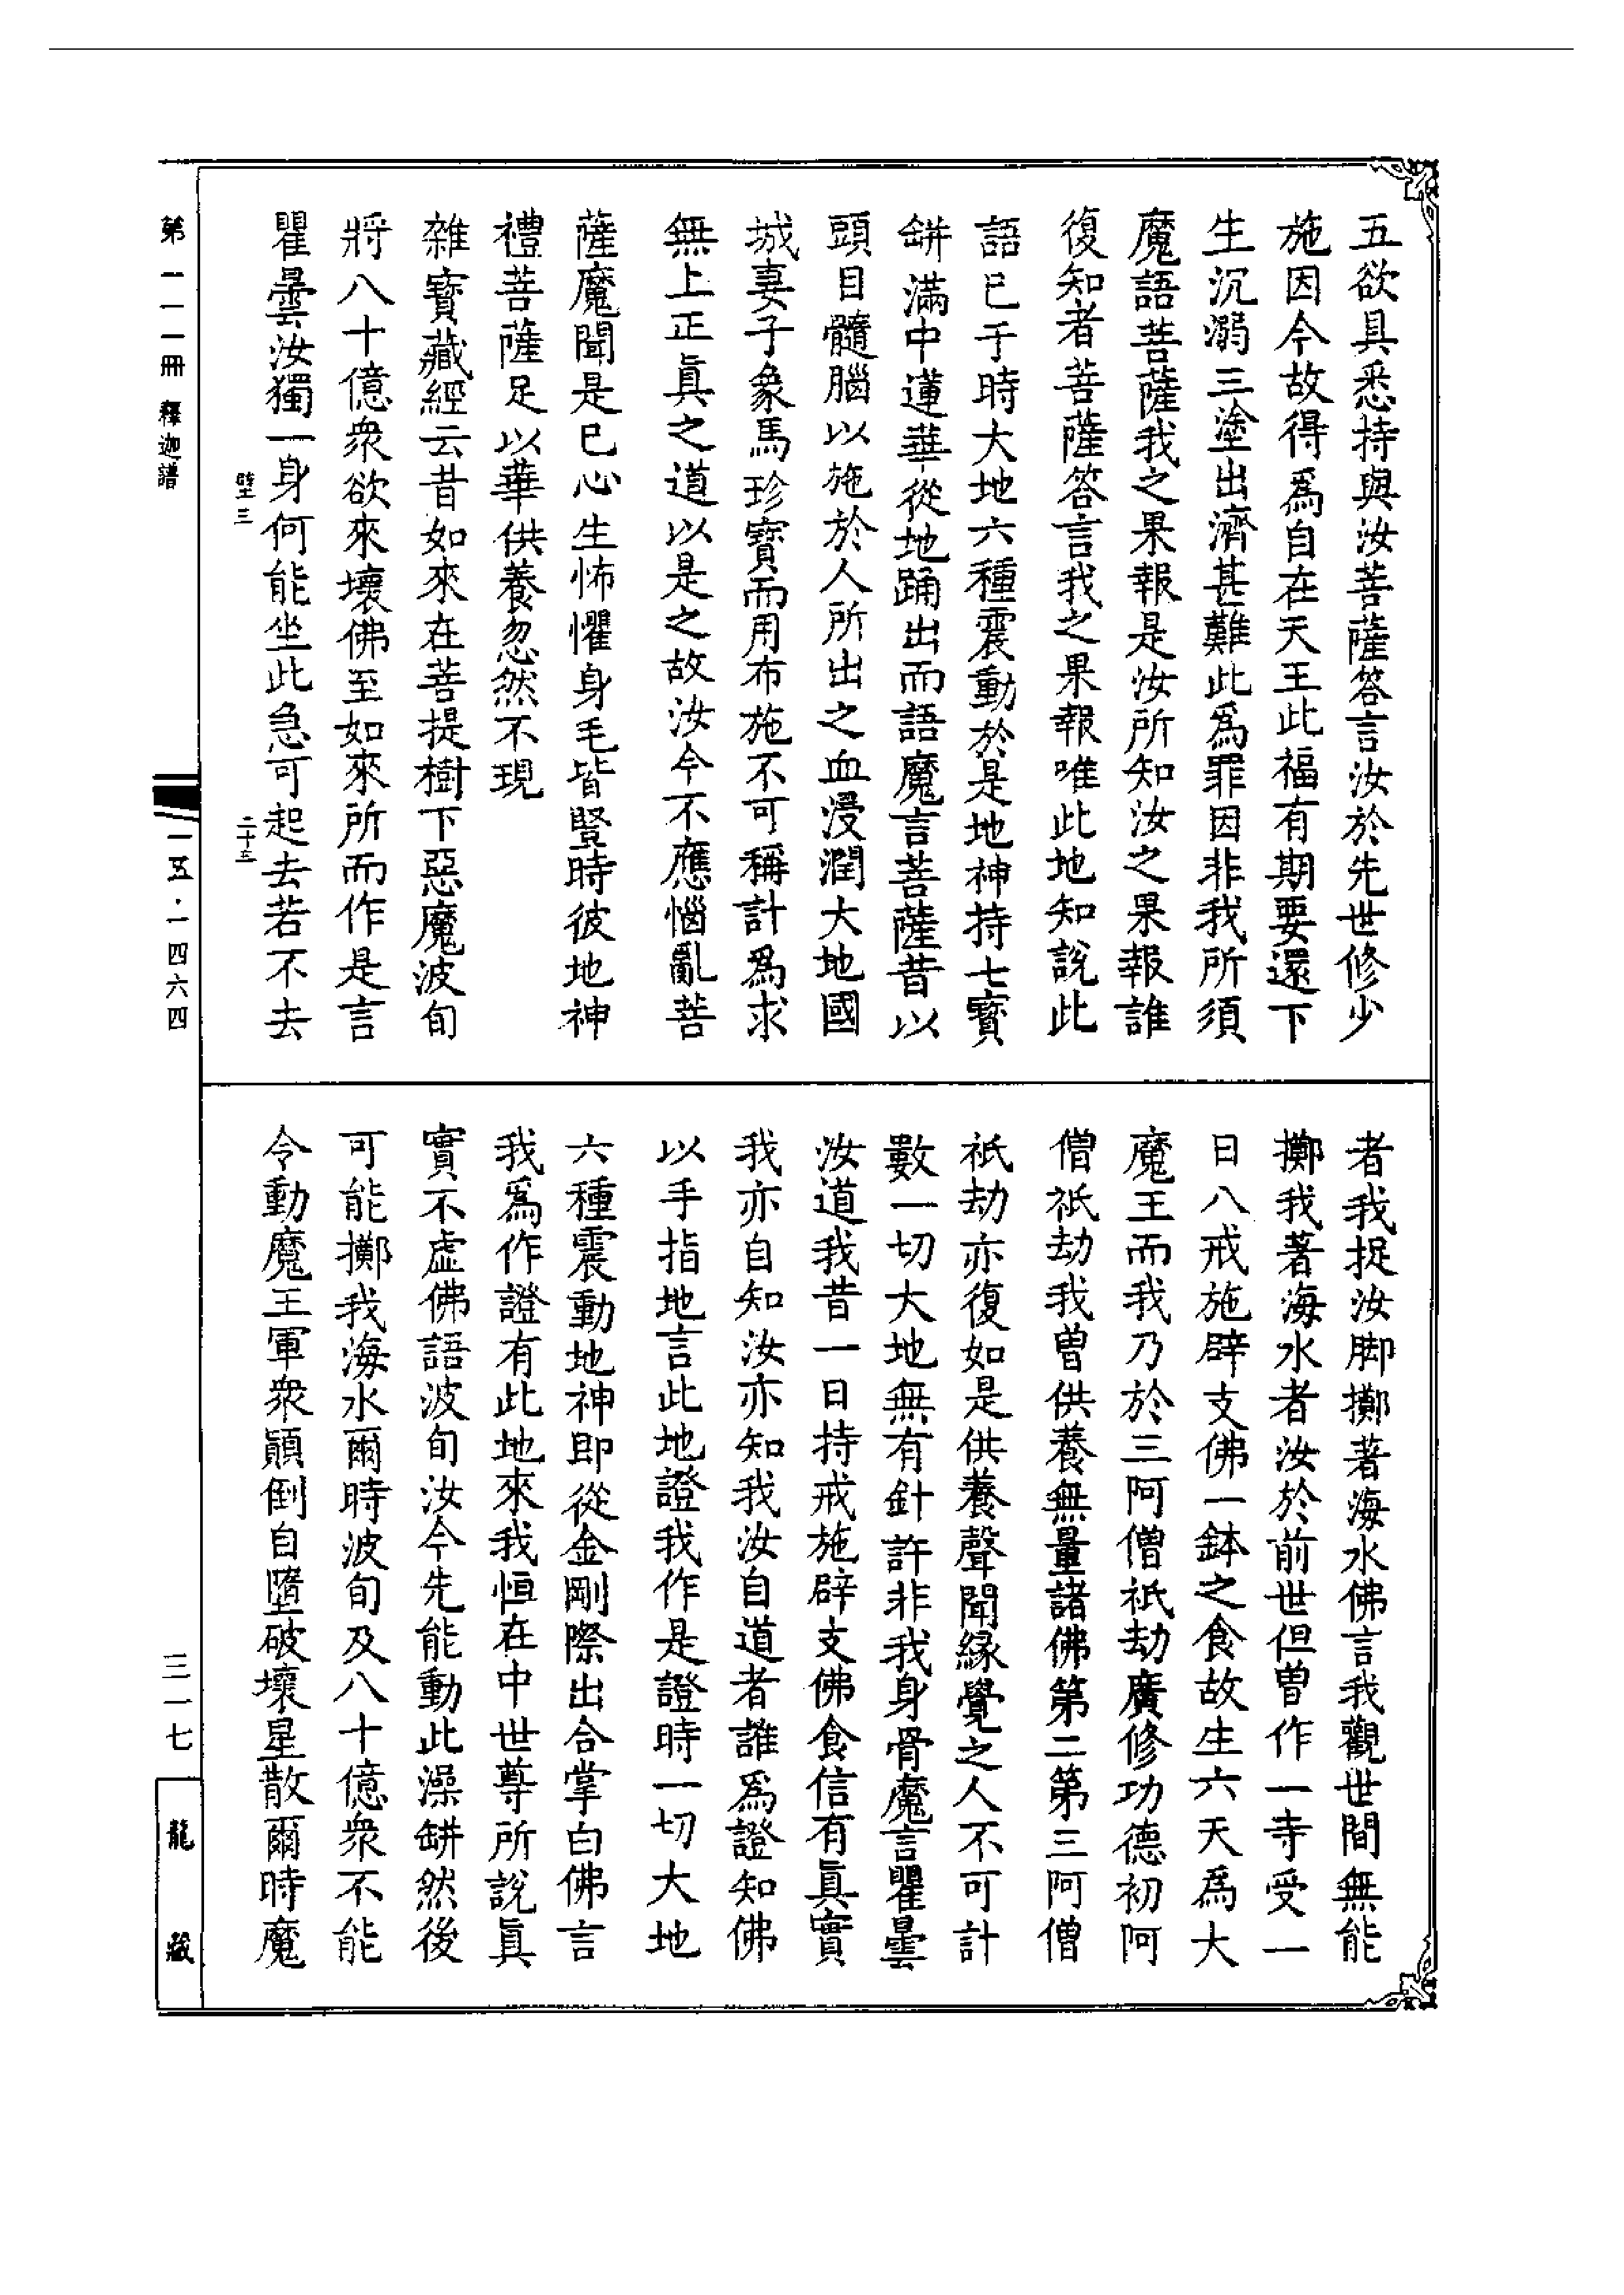 五欲具悉持與汝菩薩答言汝於先世修少
施因今故得爲自在天王此福有期要還下
生沉溺三塗出濟甚難此爲罪因非我所須
魔語菩薩我之果報是汝所知汝之果報誰
復知者菩薩答言我之果報唯此地知說此
語已于時大地六種震動於是地神持七寶
缾滿中蓮華從地踊出而語魔言菩薩昔以
頭目髓腦以施於人所出之血浸潤大地國
城妻子象馬珍寶而用布施不可稱計爲求
無上正眞之道以是之故汝今不應惱亂菩
薩魔聞是已心生怖懼身毛皆豎時彼地神
禮菩薩足以華供養忽然不現
雜寶藏經云昔如來在菩提樹下惡魔波旬
將八十億衆欲來壞佛至如來所而作是言
瞿曇汝獨一身何能坐此急可起去若不去
者我捉汝脚擲著海水佛言我觀世間無能
擲我著海水者汝於前世但曾作一寺受一
日八戒施辟支佛一鉢之食故生六天爲大
魔王而我乃於三阿僧祇劫廣修功德初阿
僧祇劫我曾供養無量諸佛第二第三阿僧
祇劫亦復如是供養聲聞緣覺之人不可計
數一切大地無有針許非我身骨魔言瞿曇
汝道我昔一日持戒施辟支佛食信有眞實
我亦自知汝亦知我汝自道者誰爲證知佛
以手指地言此地證我作是證時一切大地
六種震動地神即從金剛際出合掌白佛言
我爲作證有此地來我恒在中世尊所說眞
實不虛佛語波旬汝今先能動此澡缾然後
可能擲我海水爾時波旬及八十億衆不能
令動魔王軍衆顚倒自墮破壞星散爾時魔
壁三
二十三
第一一一冊 釋迦譜
一五·一四六四
三一七
龍藏